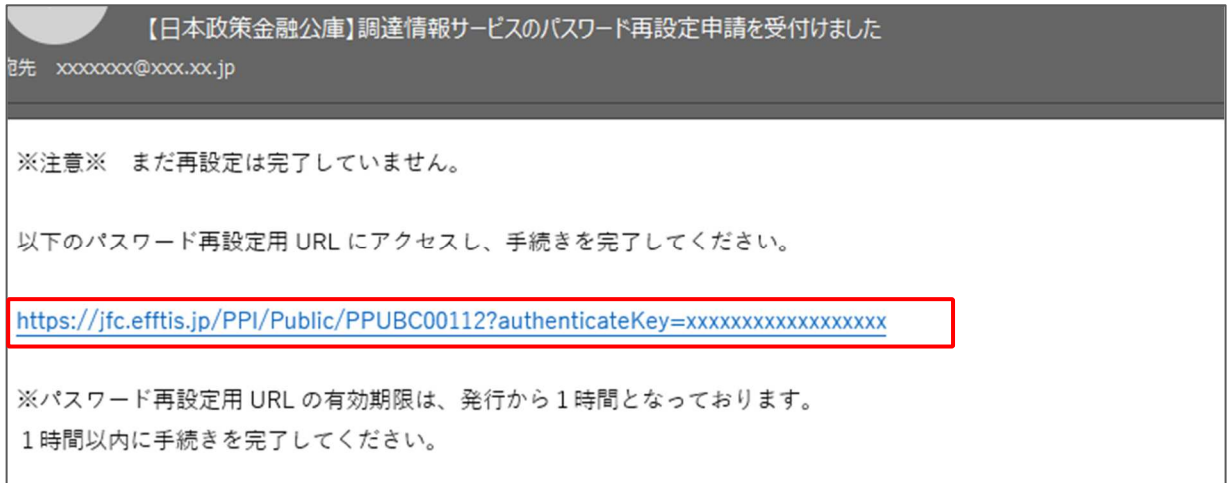 【日本政策金融公庫】調達情報サービスのパスワード再設定申請を受付けました
宛先 xxxxxxx@xxx.xx.jp
※注意※　まだ再設定は完了していません。
以下のパスワード再設定用 URL にアクセスし、手続きを完了してください。
https://jfc.efftis.jp/PPI/Public/PPUBC00112?authenticateKey=xxxxxxxxxxxxxxxxxx
※パスワード再設定用 URL の有効期限は、発行から１時間となっております。
１時間以内に手続きを完了してください。